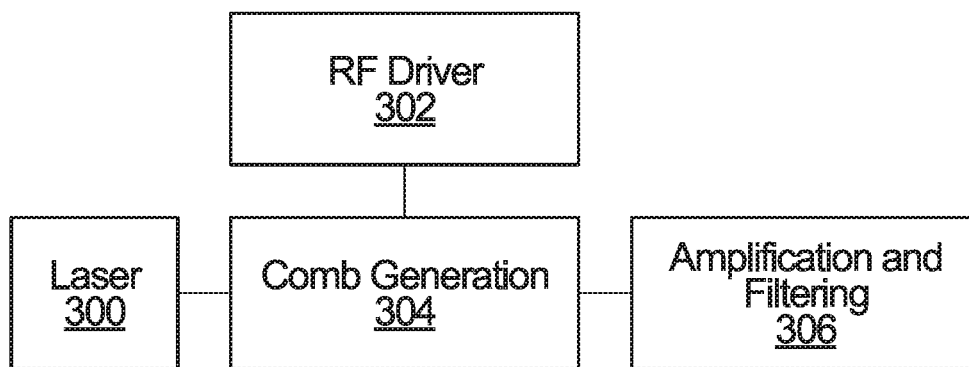 RF Driver
302
Laser
300
Comb Generation
304
Amplification and
Filtering
306